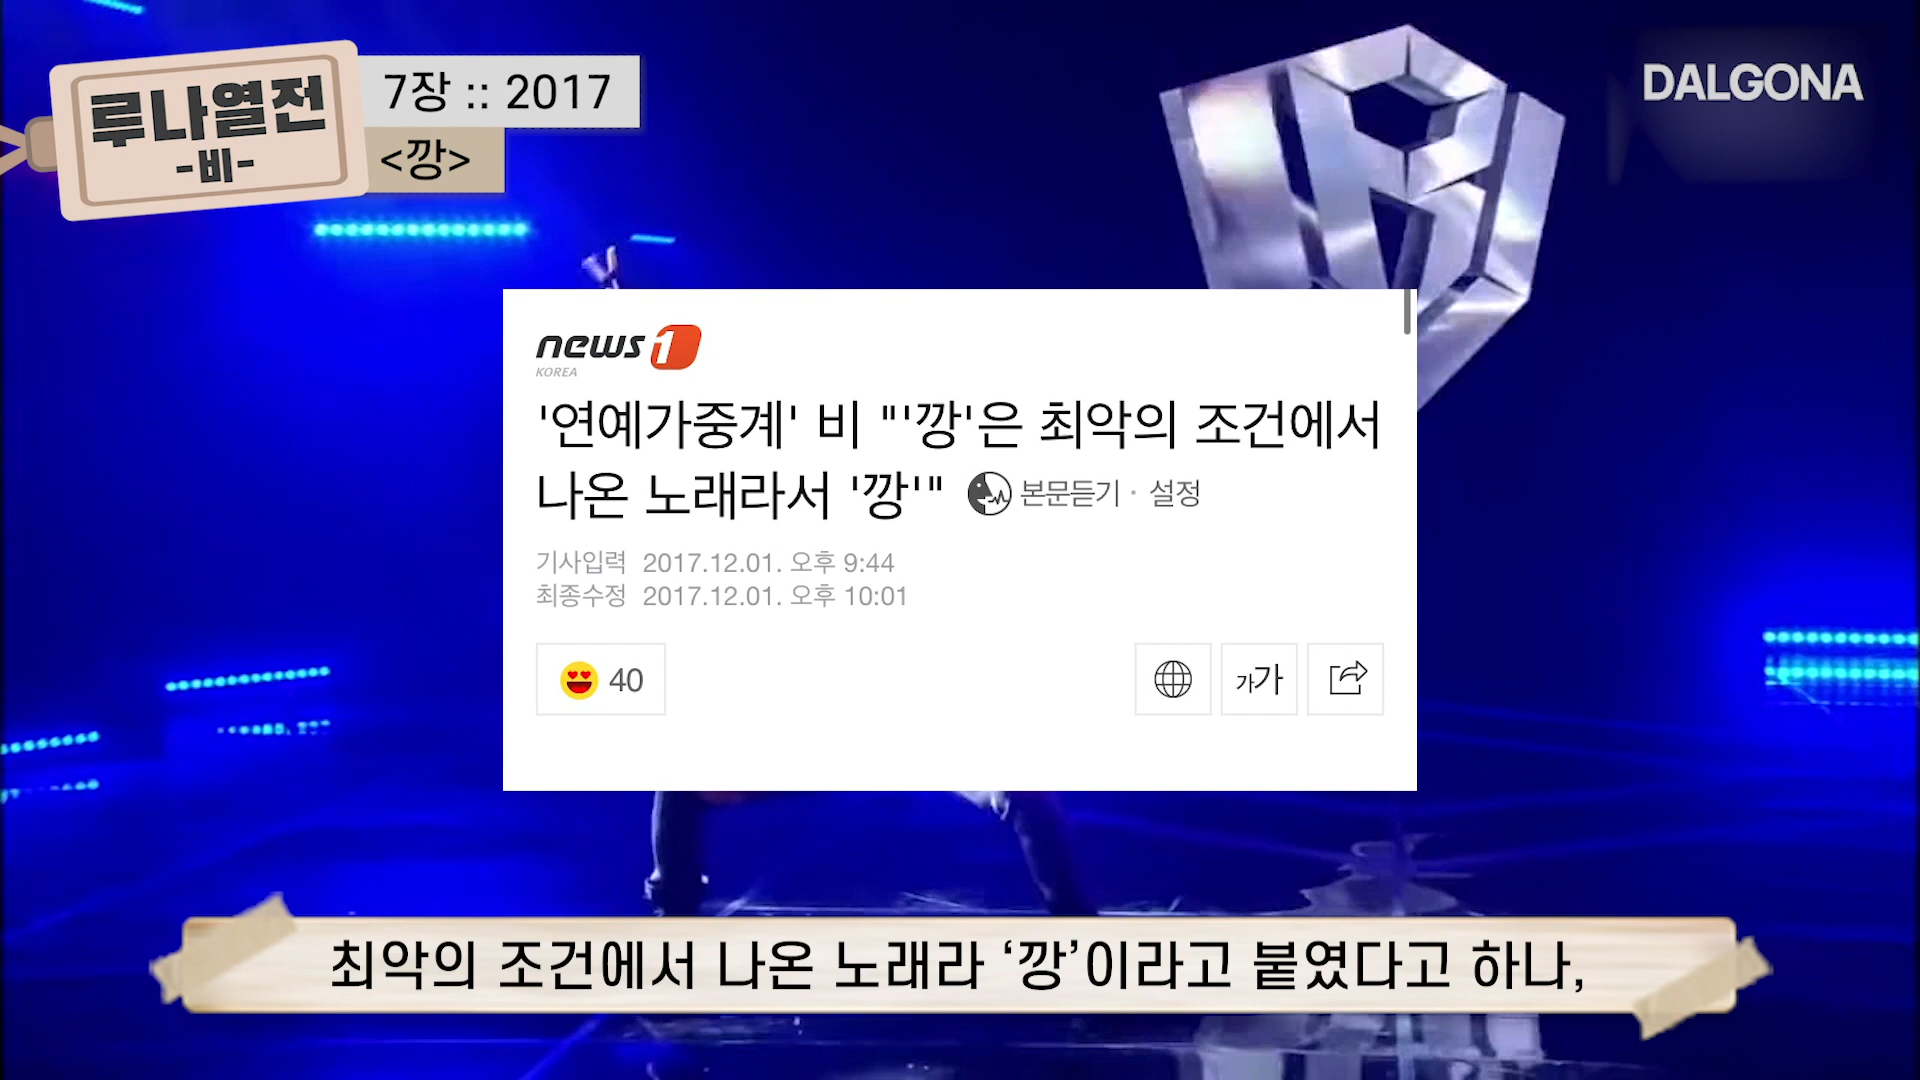 루나열전
-비-
7장 :: 2017
<깡>
DALGONA
news1
KOREA
'연예가중계' 비 "'깡'은 최악의 조건에서
나온 노래라서 '깡'" 본문듣기 · 설정
기사입력 2017.12.01. 오후 9:44
최종수정 2017.12.01. 오후 10:01
40
가가
최악의 조건에서 나온 노래라 ‘깡’이라고 붙였다고 하나,